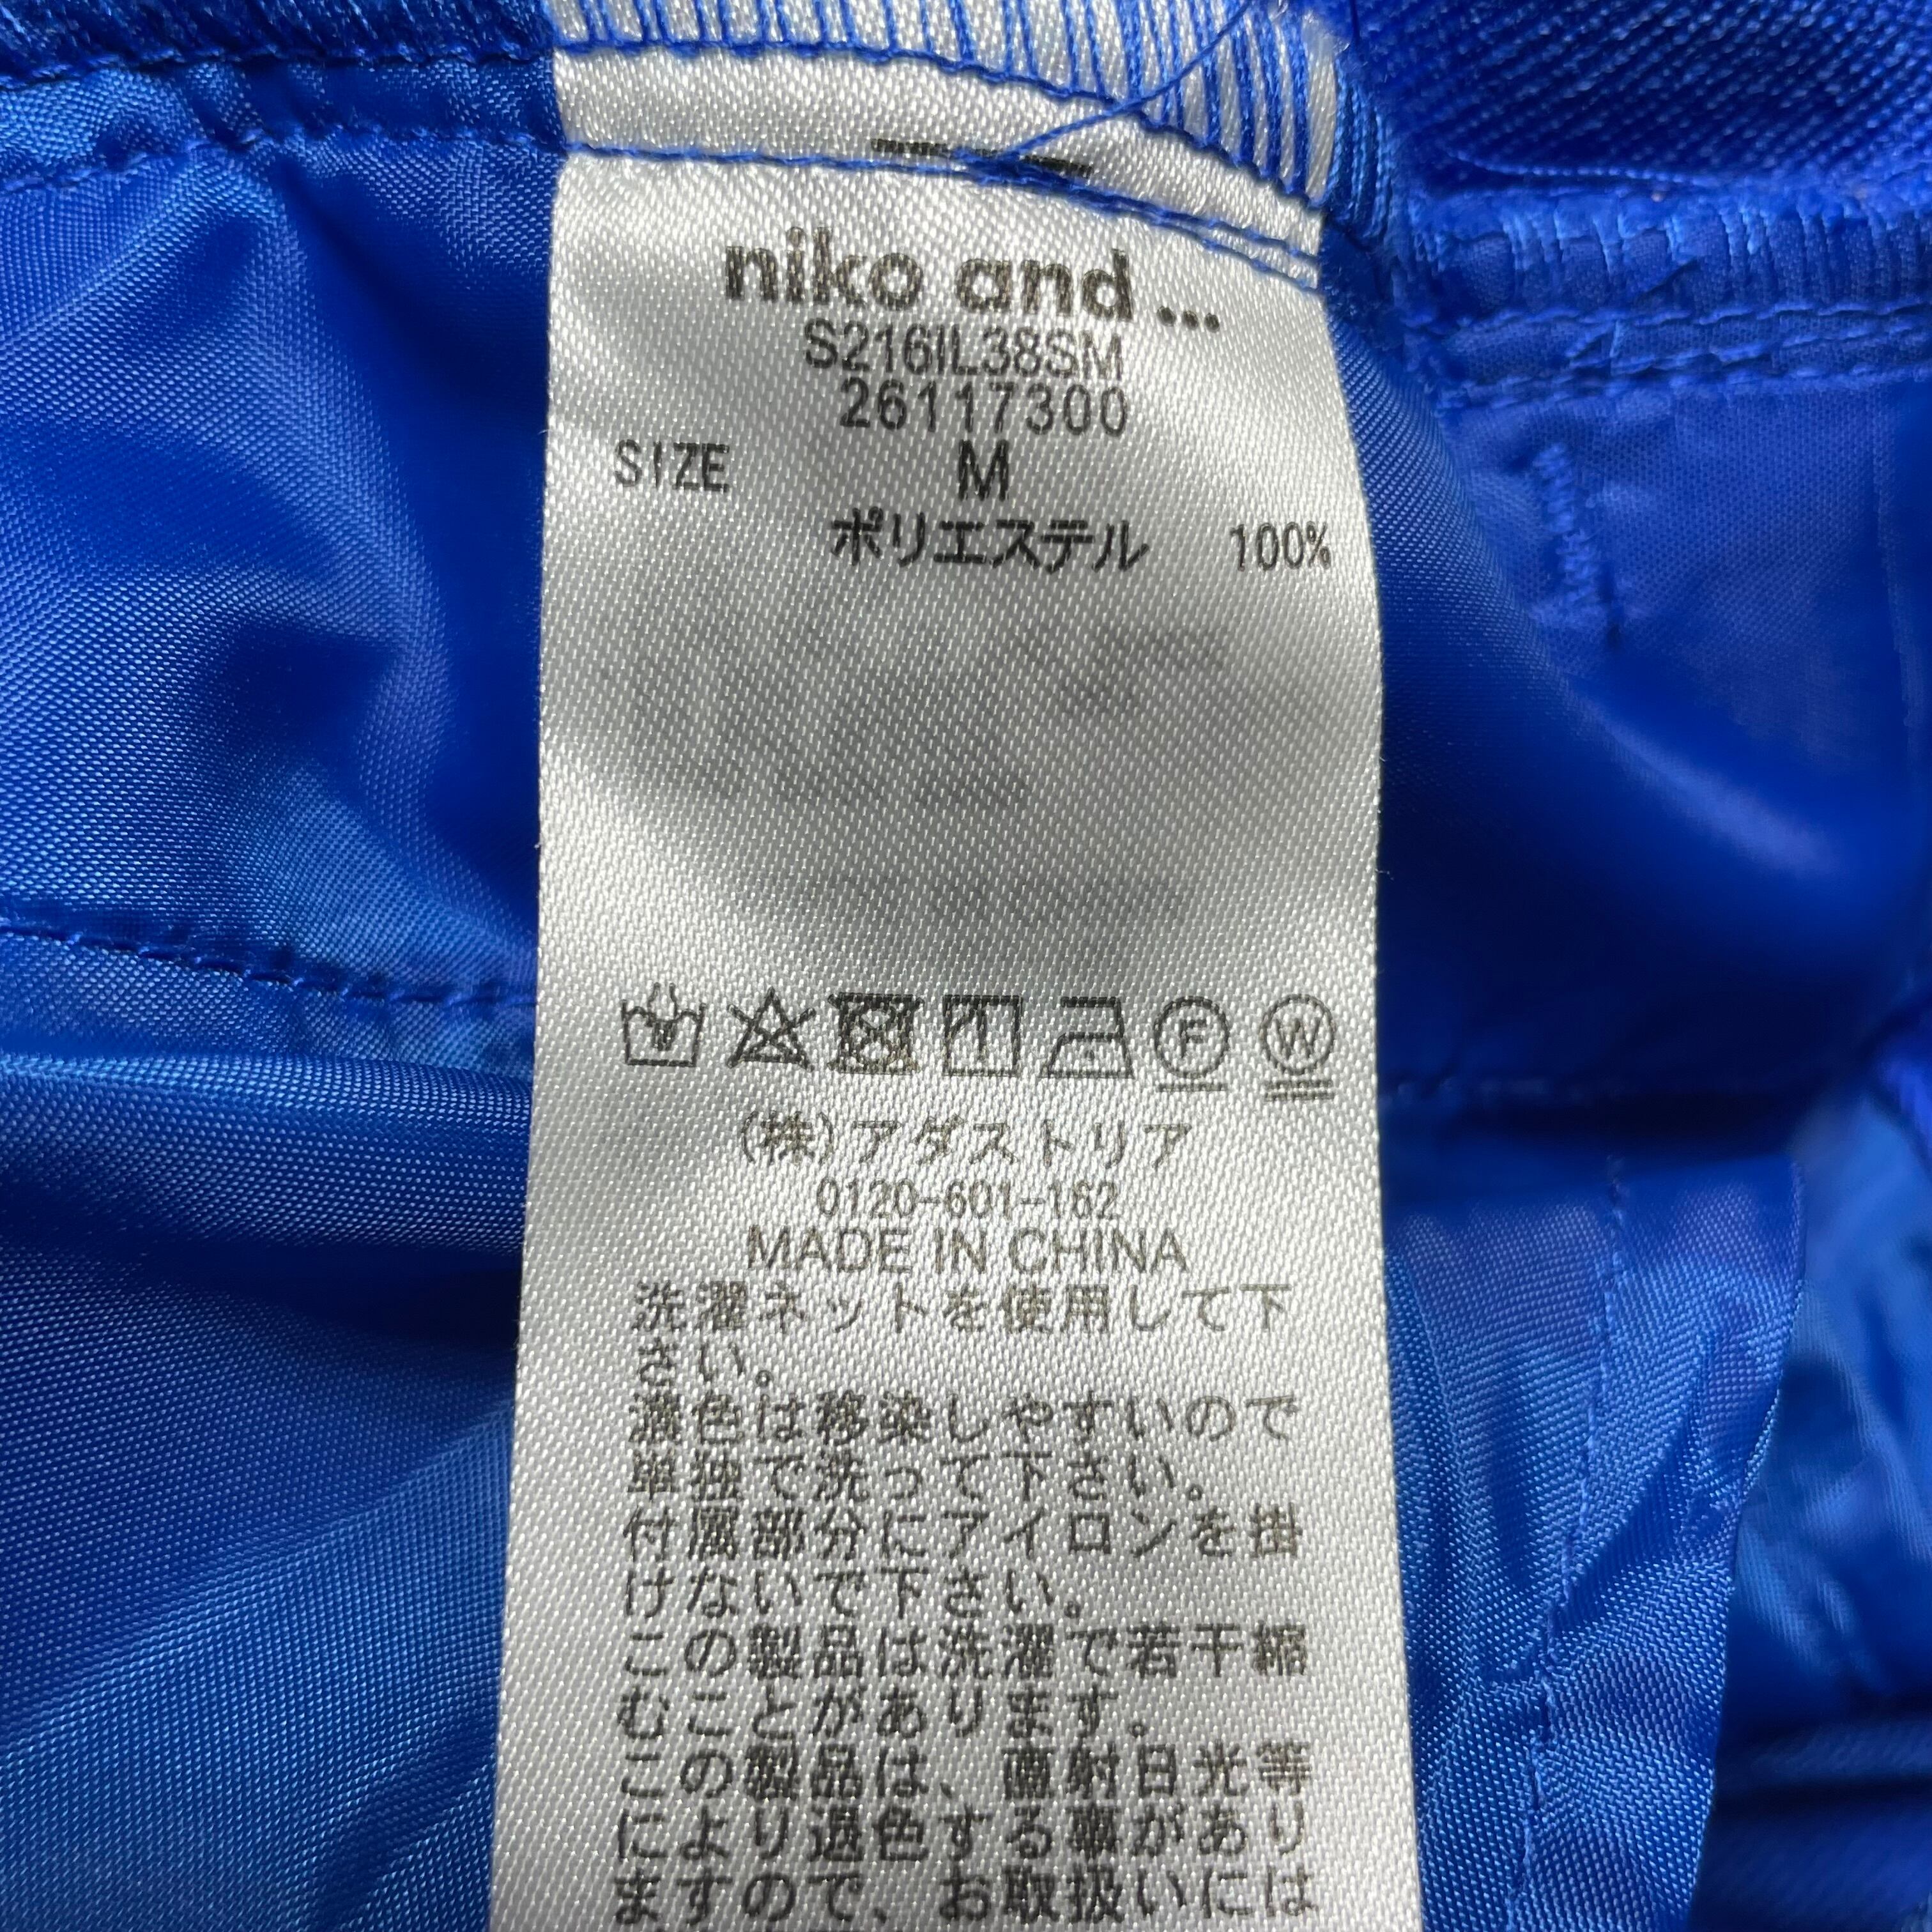 niko and ...
S216IL38SM
26117300
SIZE M
ポリエステル 100%
F W
(株)アダストリア
0120-601-162
MADE IN CHINA
洗濯ネットを使用して下
さい。
濃色は移染しやすいので
単独で洗って下さい。
付属部分にアイロンを掛
けないで下さい。
この製品は洗濯で若干縮
むことがあります。
この製品は、直射日光等
により退色する事があり
ますので、お取扱いには